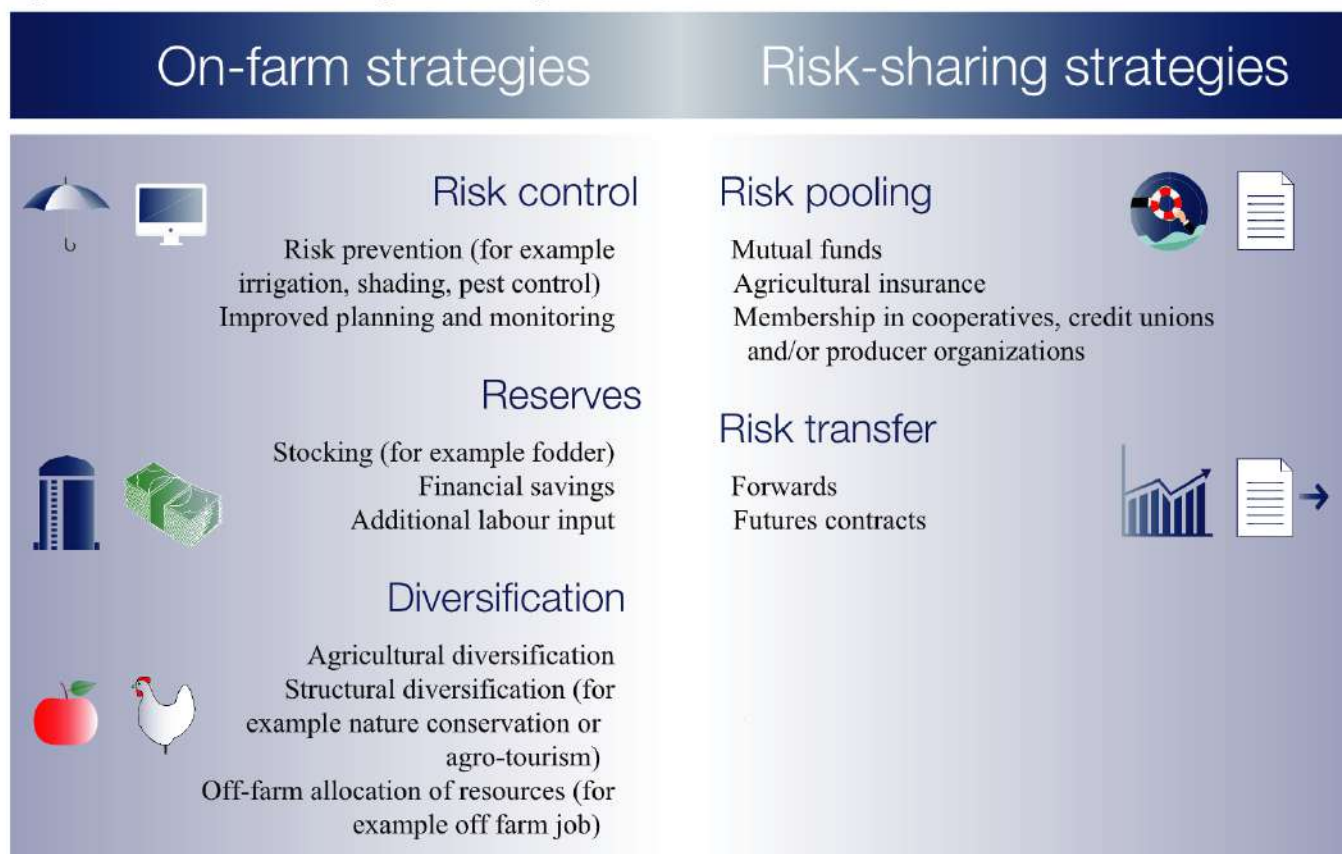 On-farm strategies
Risk-sharing strategies
Risk control
Risk prevention (for example
irrigation, shading, pest control)
Improved planning and monitoring
Reserves
Stocking (for example fodder)
Financial savings
Additional labour input
Diversification
Agricultural diversification
Structural diversification (for
example nature conservation or
agro-tourism)
Off-farm allocation of resources (for
example off farm job)
Risk pooling
Mutual funds
Agricultural insurance
Membership in cooperatives, credit unions
and/or producer organizations
Risk transfer
Forwards
Futures contracts